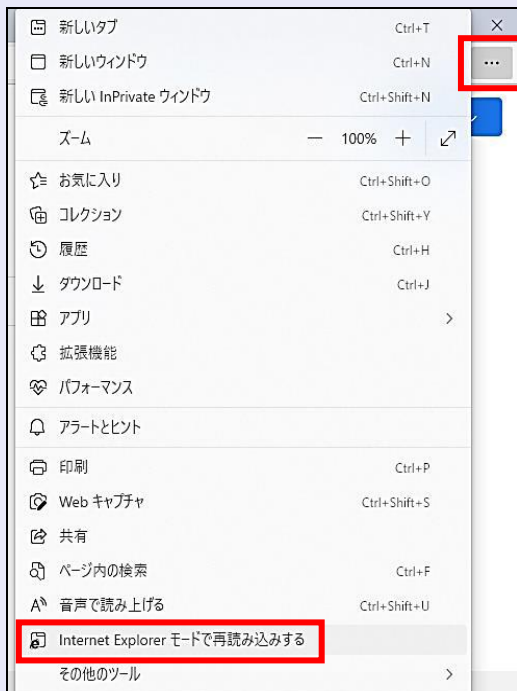 新しいタブ Ctrl+T
新しいウィンドウ Ctrl+N
新しい InPrivate ウィンドウ Ctrl+Shift+N
ズーム — 100% +
お気に入り Ctrl+Shift+O
コレクション Ctrl+Shift+Y
履歴 Ctrl+H
ダウンロード Ctrl+J
アプリ
拡張機能
パフォーマンス
アラートとヒント
印刷 Ctrl+P
Web キャプチャ Ctrl+Shift+S
共有
ページ内の検索 Ctrl+F
音声で読み上げる Ctrl+Shift+U
Internet Explorer モードで再読み込みする
その他のツール